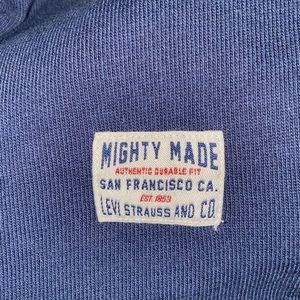 MIGHTY MADE
AUTHENTIC DURABLE FIT
SAN FRANCISCO CA.
EST. 1853
LEVI STRAUSS AND CO